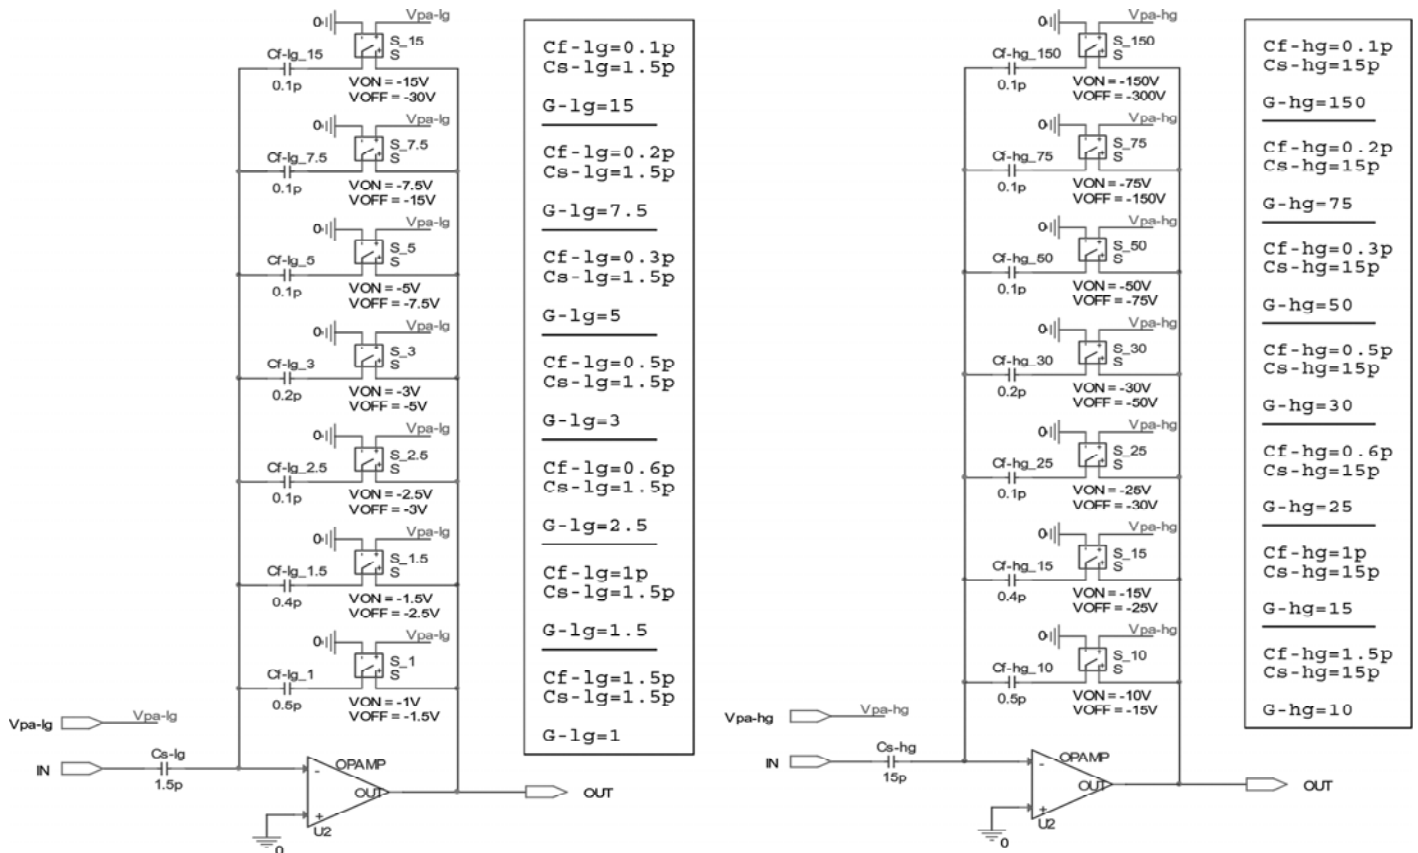 0
Vpa-lg
S_15
S
Cf-lg_15
0.1p
VON = -15V
VOFF = -30V
0
Vpa-lg
S_7.5
S
Cf-lg_7.5
0.1p
VON = -7.5V
VOFF = -15V
0
Vpa-lg
S_5
S
Cf-lg_5
0.1p
VON = -5V
VOFF = -7.5V
0
Vpa-lg
S_3
S
Cf-lg_3
0.2p
VON = -3V
VOFF = -5V
0
Vpa-lg
S_2.5
S
Cf-lg_2.5
0.1p
VON = -2.5V
VOFF = -3V
0
Vpa-lg
S_1.5
S
Cf-lg_1.5
0.4p
VON = -1.5V
VOFF = -2.5V
0
Vpa-lg
S_1
S
Cf-lg_1
0.5p
VON = -1V
VOFF = -1.5V
Vpa-lg
Vpa-lg
IN
Cs-lg
1.5p
OPAMP
-
+
OUT
U2
0
OUT
Cf-lg=0.1p
Cs-lg=1.5p
G-lg=15
Cf-lg=0.2p
Cs-lg=1.5p
G-lg=7.5
Cf-lg=0.3p
Cs-lg=1.5p
G-lg=5
Cf-lg=0.5p
Cs-lg=1.5p
G-lg=3
Cf-lg=0.6p
Cs-lg=1.5p
G-lg=2.5
Cf-lg=1p
Cs-lg=1.5p
G-lg=1.5
Cf-lg=1.5p
Cs-lg=1.5p
G-lg=1
0
Vpa-hg
S_150
S
Cf-hg_150
0.1p
VON = -150V
VOFF = -300V
0
Vpa-hg
S_75
S
Cf-hg_75
0.1p
VON = -75V
VOFF = -150V
0
Vpa-hg
S_50
S
Cf-hg_50
0.1p
VON = -50V
VOFF = -75V
0
Vpa-hg
S_30
S
Cf-hg_30
0.2p
VON = -30V
VOFF = -50V
0
Vpa-hg
S_25
S
Cf-hg_25
0.1p
VON = -25V
VOFF = -30V
0
Vpa-hg
S_15
S
Cf-hg_15
0.4p
VON = -15V
VOFF = -25V
0
Vpa-hg
S_10
S
Cf-hg_10
0.5p
VON = -10V
VOFF = -15V
Vpa-hg
Vpa-hg
IN
Cs-hg
15p
OPAMP
-
+
OUT
U2
0
OUT
Cf-hg=0.1p
Cs-hg=15p
G-hg=150
Cf-hg=0.2p
Cs-hg=15p
G-hg=75
Cf-hg=0.3p
Cs-hg=15p
G-hg=50
Cf-hg=0.5p
Cs-hg=15p
G-hg=30
Cf-hg=0.6p
Cs-hg=15p
G-hg=25
Cf-hg=1p
Cs-hg=15p
G-hg=15
Cf-hg=1.5p
Cs-hg=15p
G-hg=10